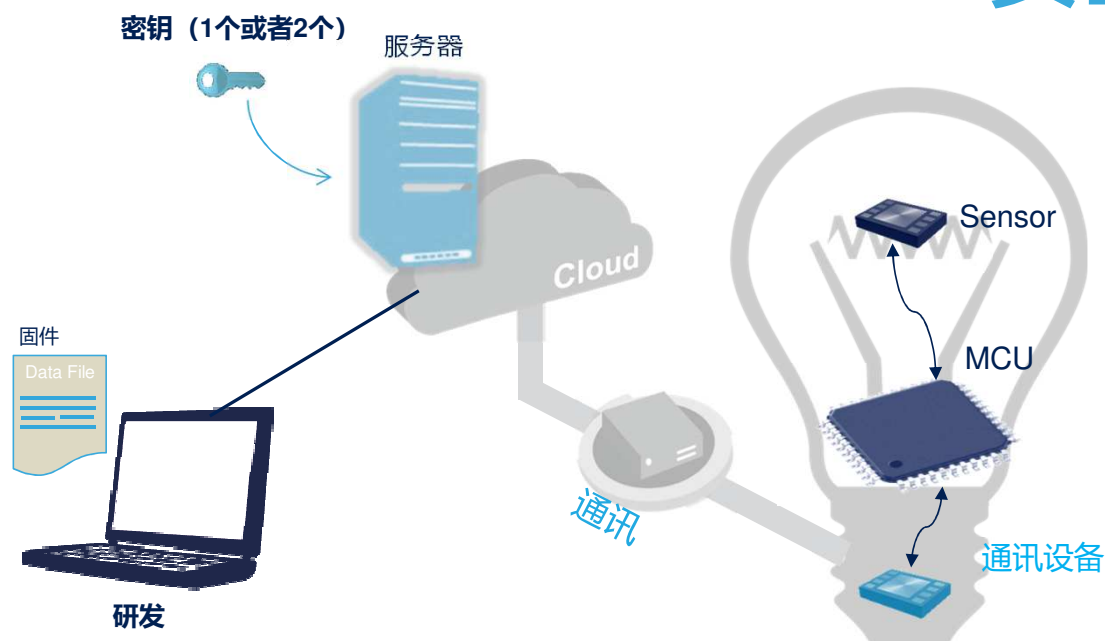 密钥（1个或者2个）
服务器
Cloud
Sensor
MCU
固件
Data File
通讯
通讯设备
研发